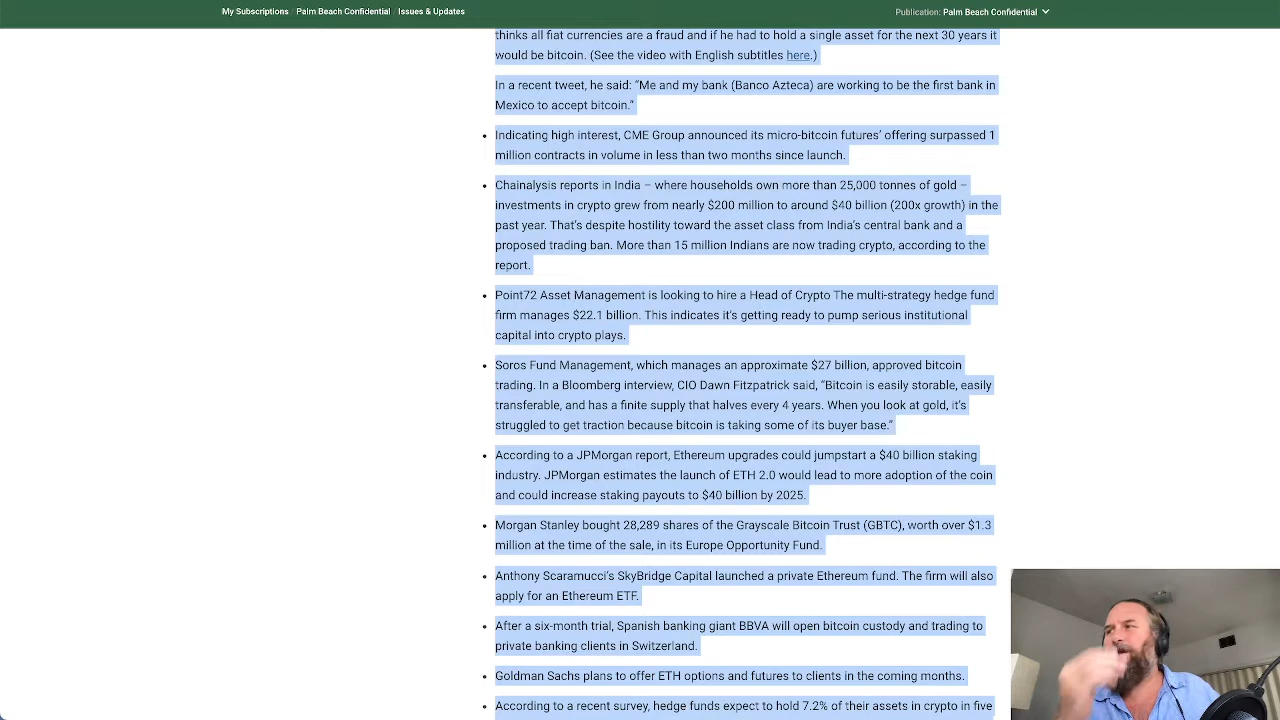 My Subscriptions / Palm Beach Confidential / Issues & Updates
Publication: Palm Beach Confidential
thinks all fiat currencies are a fraud and if he had to hold a single asset for the next 30 years it
would be bitcoin. (See the video with English subtitles here.)
In a recent tweet, he said: “Me and my bank (Banco Azteca) are working to be the first bank in
Mexico to accept bitcoin.”
• Indicating high interest, CME Group announced its micro-bitcoin futures’ offering surpassed 1
million contracts in volume in less than two months since launch.
• Chainalysis reports in India – where households own more than 25,000 tonnes of gold –
investments in crypto grew from nearly $200 million to around $40 billion (200x growth) in the
past year. That’s despite hostility toward the asset class from India’s central bank and a
proposed trading ban. More than 15 million Indians are now trading crypto, according to the
report.
• Point72 Asset Management is looking to hire a Head of Crypto The multi-strategy hedge fund
firm manages $22.1 billion. This indicates it’s getting ready to pump serious institutional
capital into crypto plays.
• Soros Fund Management, which manages an approximate $27 billion, approved bitcoin
trading. In a Bloomberg interview, CIO Dawn Fitzpatrick said, “Bitcoin is easily storable, easily
transferable, and has a finite supply that halves every 4 years. When you look at gold, it’s
struggled to get traction because bitcoin is taking some of its buyer base.”
• According to a JPMorgan report, Ethereum upgrades could jumpstart a $40 billion staking
industry. JPMorgan estimates the launch of ETH 2.0 would lead to more adoption of the coin
and could increase staking payouts to $40 billion by 2025.
• Morgan Stanley bought 28,289 shares of the Grayscale Bitcoin Trust (GBTC), worth over $1.3
million at the time of the sale, in its Europe Opportunity Fund.
• Anthony Scaramucci’s SkyBridge Capital launched a private Ethereum fund. The firm will also
apply for an Ethereum ETF.
• After a six-month trial, Spanish banking giant BBVA will open bitcoin custody and trading to
private banking clients in Switzerland.
• Goldman Sachs plans to offer ETH options and futures to clients in the coming months.
• According to a recent survey, hedge funds expect to hold 7.2% of their assets in crypto in five